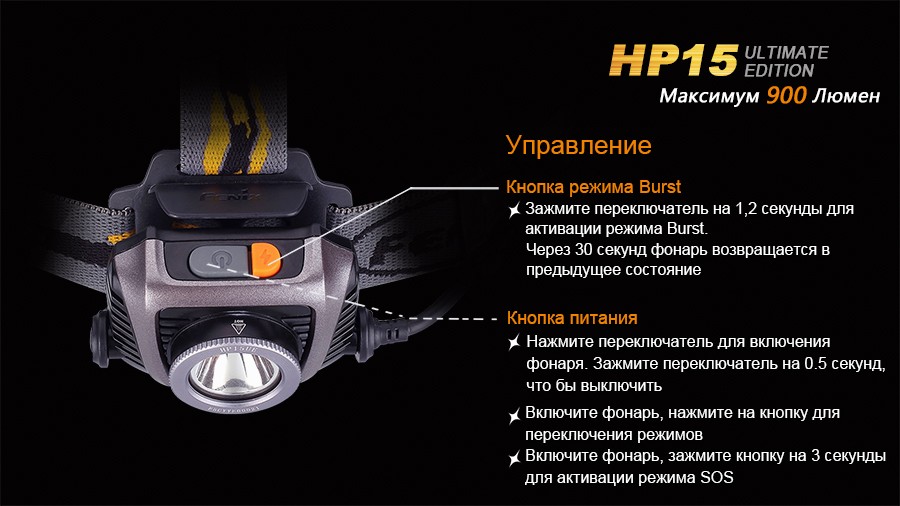 HP15 ULTIMATE
EDITION
Максимум 900 Люмен
Управление
Кнопка режима Burst
Зажмите переключатель на 1,2 секунды для
активации режима Burst.
Через 30 секунд фонарь возвращается в
предыдущее состояние
Кнопка питания
Нажмите переключатель для включения
фонаря. Зажмите переключатель на 0.5 секунд,
что бы выключить
Включите фонарь, нажмите на кнопку для
переключения режимов
Включите фонарь, зажмите кнопку на 3 секунды
для активации режима SOS
FENIX
HOT
HP15UE